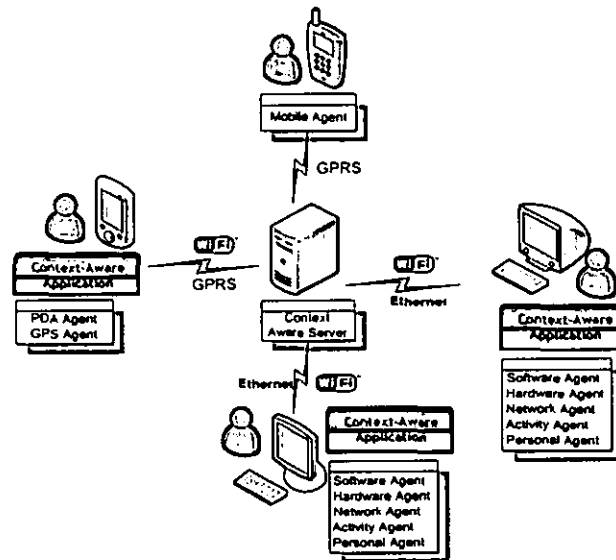 Mobile Agent
GPRS
WiFi
GPRS
Context-Aware
Application
PDA Agent
GPS Agent
Context
Aware Server
WiFi
Ethernet
Context-Aware
Application
Software Agent
Hardware Agent
Network Agent
Activity Agent
Personal Agent
Ethernet WiFi
Context-Aware
Application
Software Agent
Hardware Agent
Network Agent
Activity Agent
Personal Agent